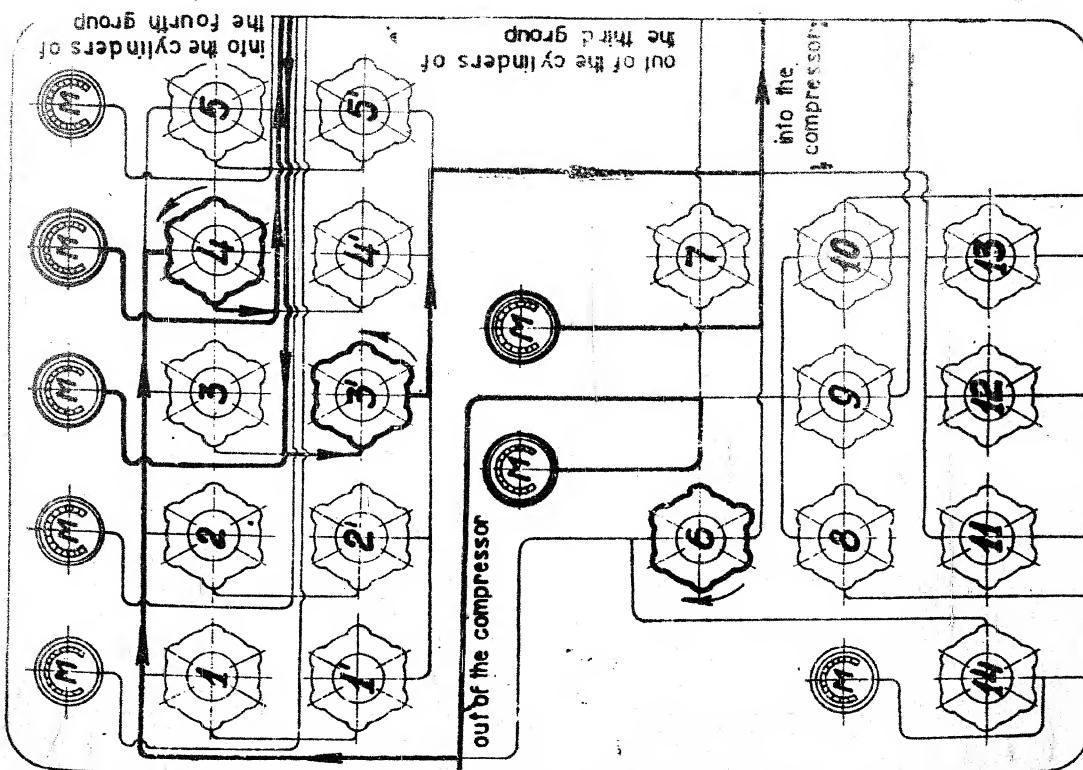 into the cylinders of
the fourth group
out of the cylinders of
the third group
into the
compressor
M
5
5'
M
4
4'
7
10
13
M
M
3
3'
9
12
M
M
2
2'
6
8
11
out of the compressor
M
1
1'
M
14